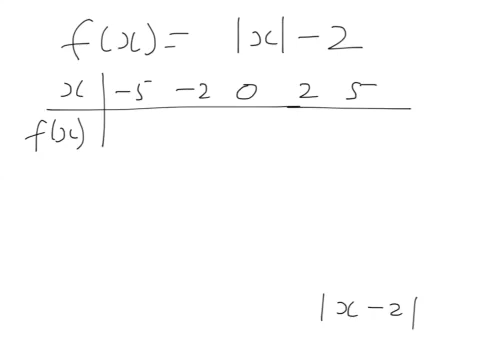 f(x) = |x| - 2
x | -5 -2 0 2 5
f(x) |
|x - 2|